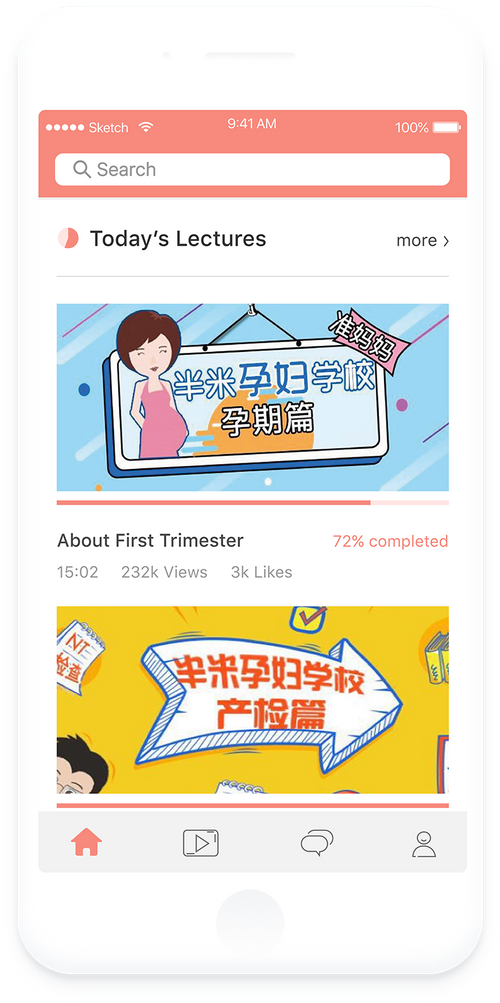 Sketch
9:41 AM
100%
Search
Today’s Lectures
more ›
准妈妈
半米孕妇学校
孕期篇
About First Trimester
72% completed
15:02 232k Views 3k Likes
NT
检查
半米孕妇学校
产检篇